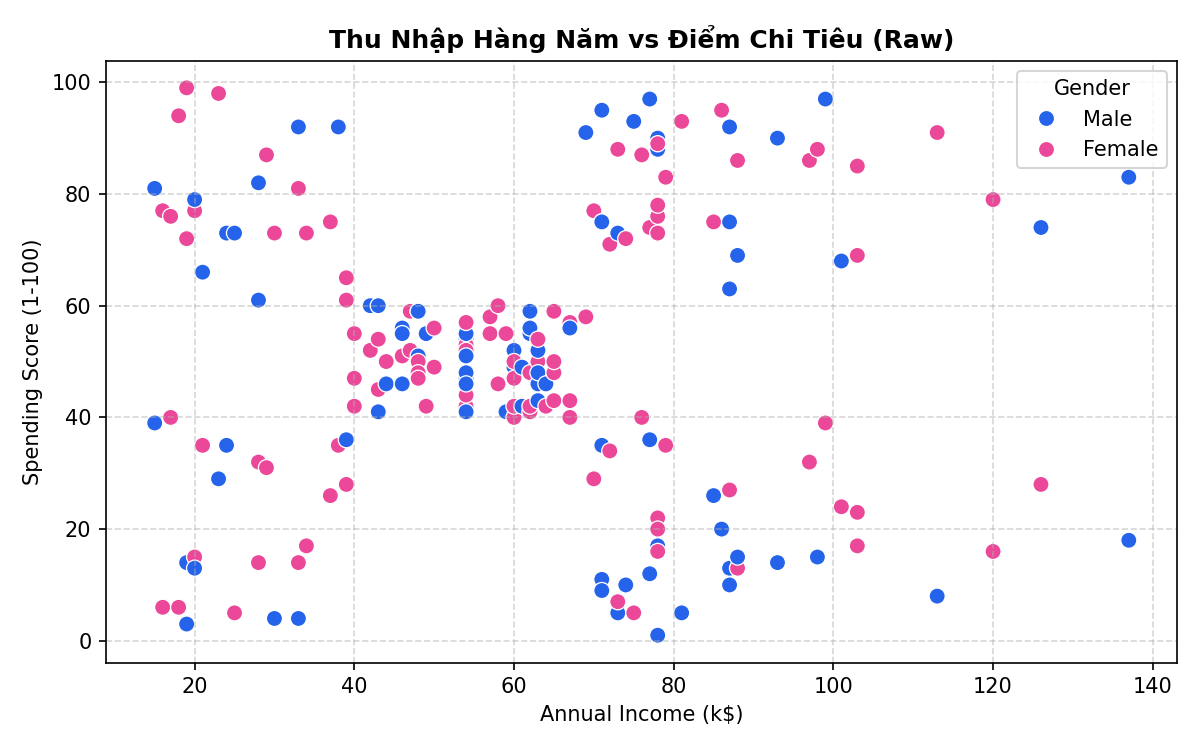 Thu Nhập Hàng Năm vs Điểm Chi Tiêu (Raw)
100
80
60
40
20
0
Spending Score (1-100)
Gender
Male
Female
20
40
60
80
100
120
140
Annual Income (k$)